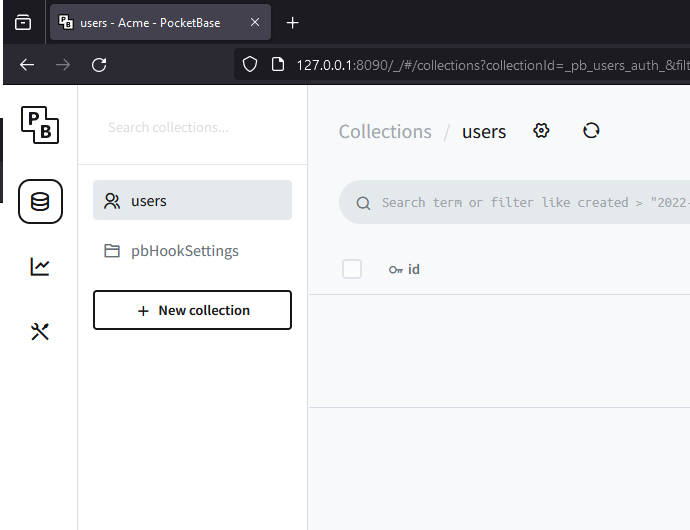 users - Acme - PocketBase
127.0.0.1:8090/_/#/collections?collectionId=_pb_users_auth_&filt
PB
Search collections...
Collections / users
users
Search term or filter like created > "2022-
pbHookSettings
id
+ New collection